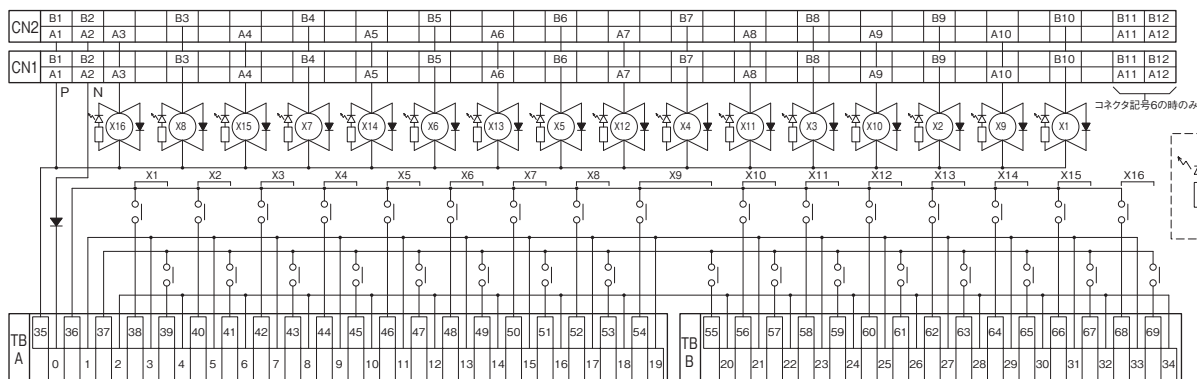 CN2 B1 B2 B3 B4 B5 B6 B7 B8 B9 B10 B11 B12
A1 A2 A3 A4 A5 A6 A7 A8 A9 A10 A11 A12
CN1 B1 B2 B3 B4 B5 B6 B7 B8 B9 B10 B11 B12
A1 A2 A3 A4 A5 A6 A7 A8 A9 A10 A11 A12
P N
コネクタ記号6の時のみ
X16 X8 X15 X7 X14 X6 X13 X5 X12 X4 X11 X3 X10 X2 X9 X1
Z
X1 X2 X3 X4 X5 X6 X7 X8 X9 X10 X11 X12 X13 X14 X15 X16
TB A 35 36 37 38 39 40 41 42 43 44 45 46 47 48 49 50 51 52 53 54
0 1 2 3 4 5 6 7 8 9 10 11 12 13 14 15 16 17 18 19
TB B 55 56 57 58 59 60 61 62 63 64 65 66 67 68 69
20 21 22 23 24 25 26 27 28 29 30 31 32 33 34